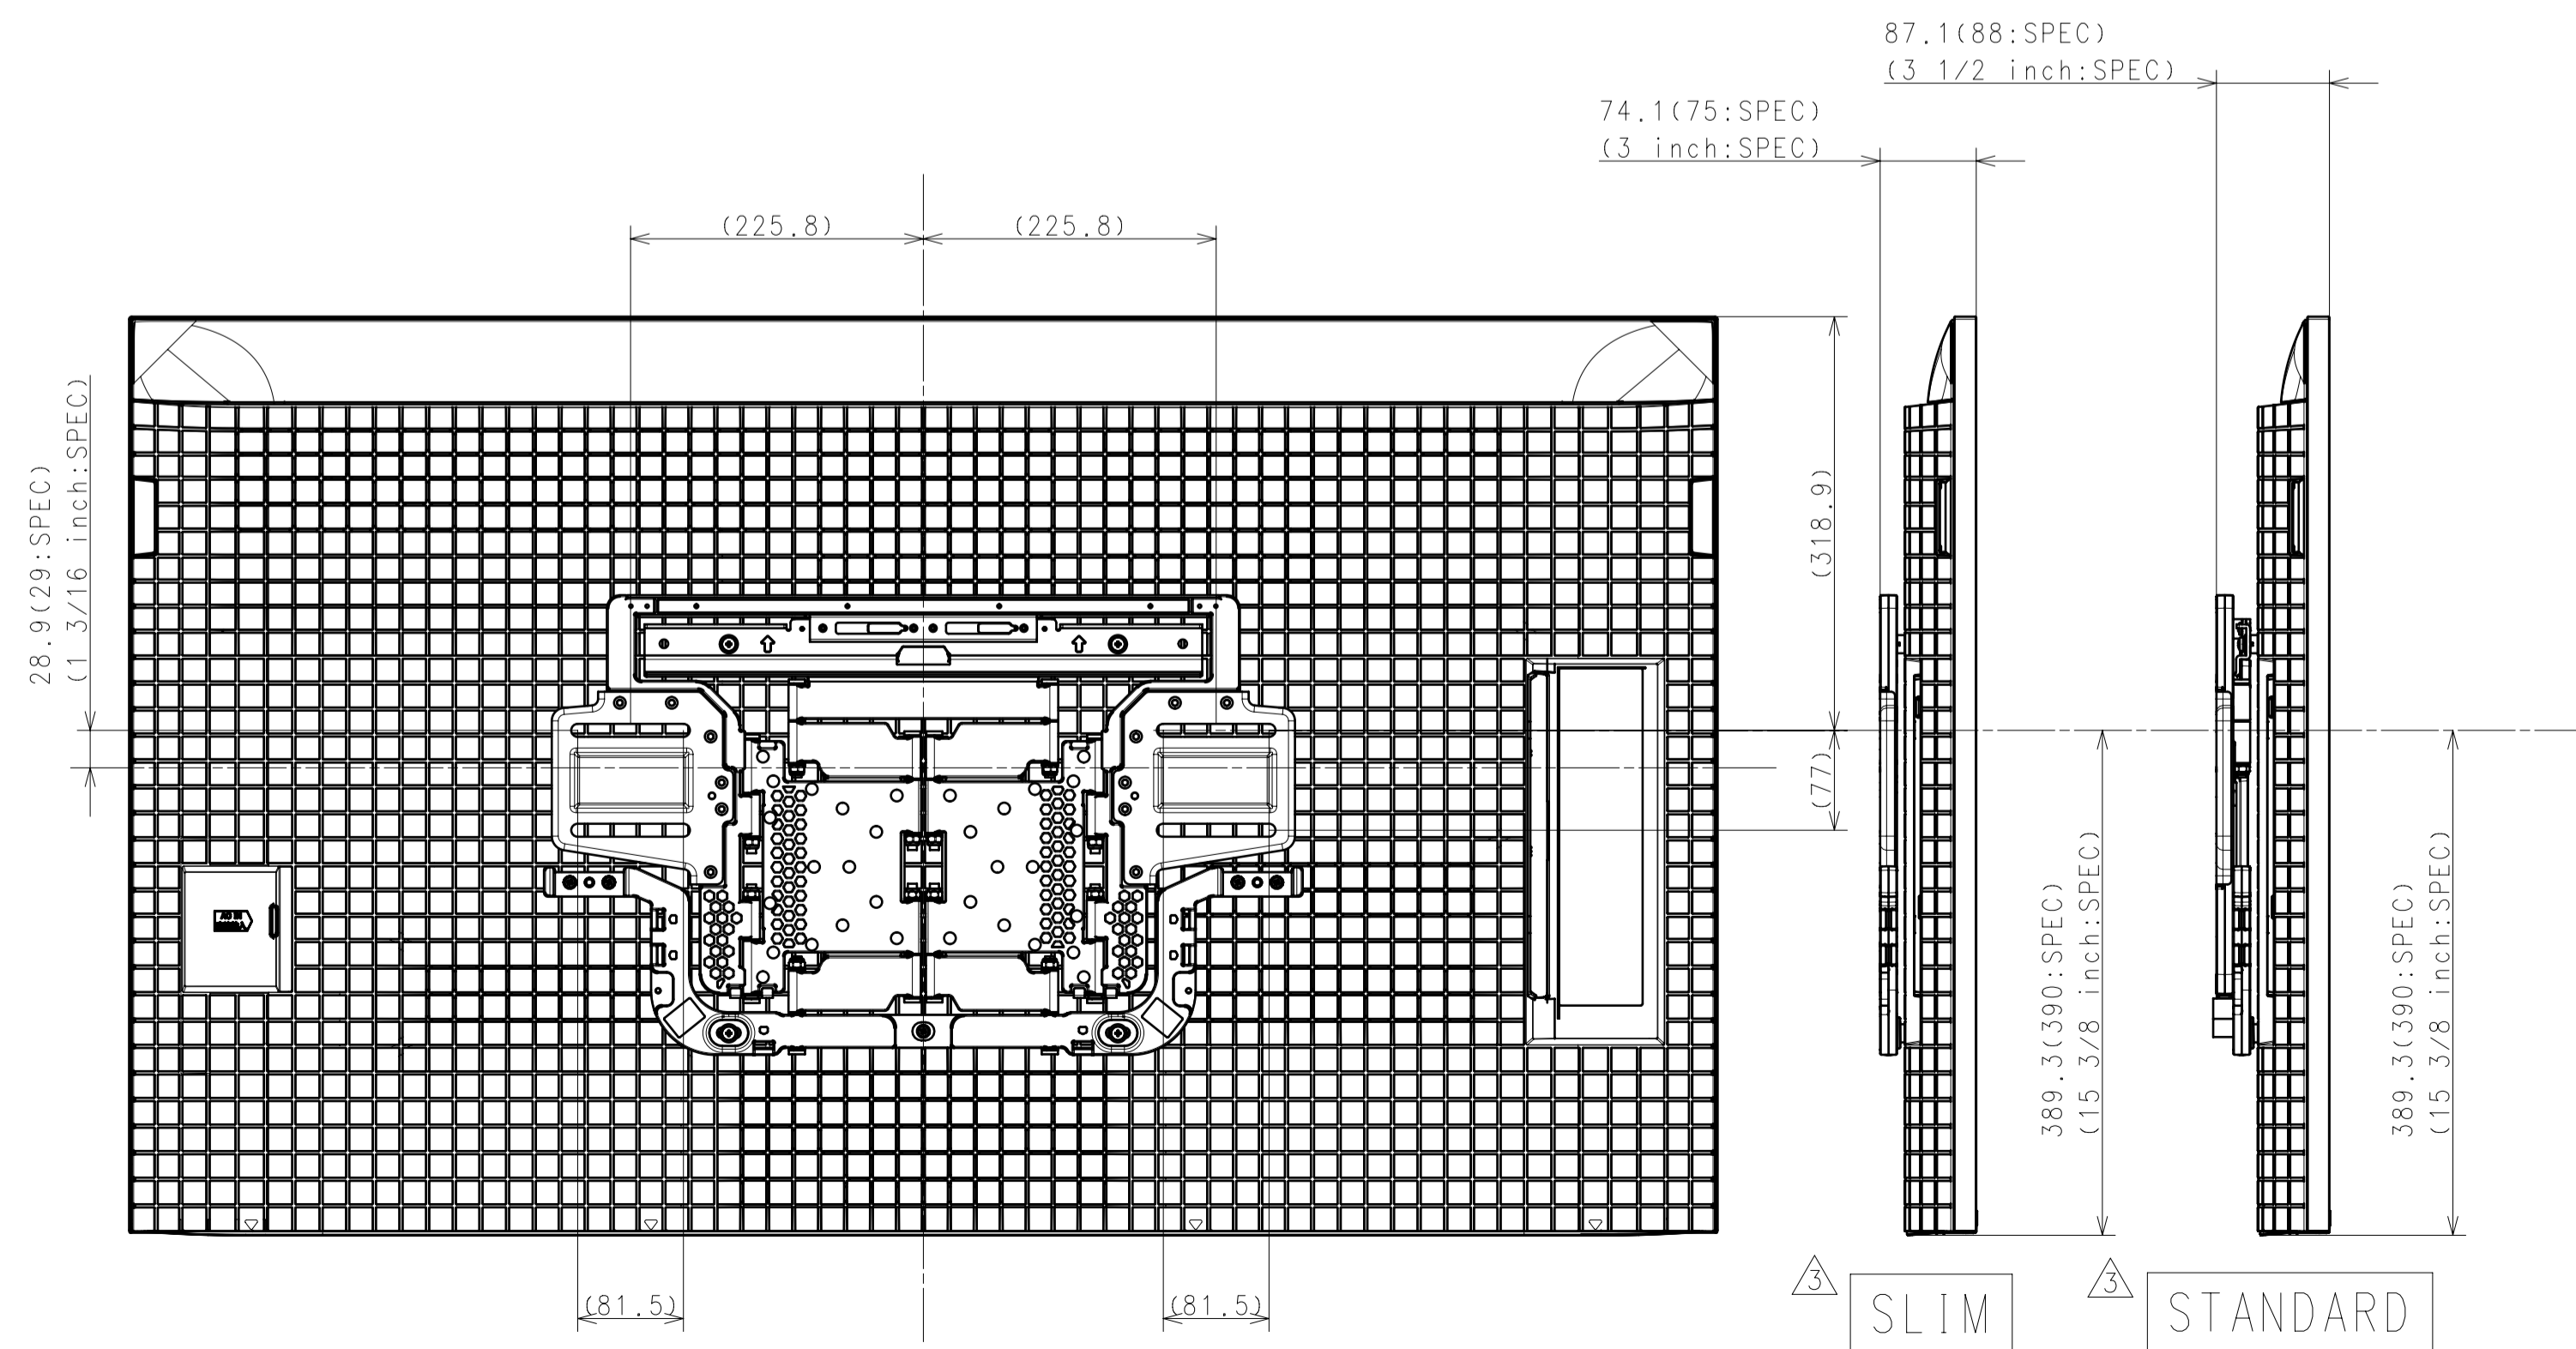 87.1(88:SPEC)
(3 1/2 inch:SPEC)
74.1(75:SPEC)
(3 inch:SPEC)
(225.8)
(225.8)
28.9(29:SPEC)
(1 3/16 inch:SPEC)
(318.9)
(77)
389.3(390:SPEC)
(15 3/8 inch:SPEC)
389.3(390:SPEC)
(15 3/8 inch:SPEC)
(81.5)
(81.5)
3
SLIM
3
STANDARD